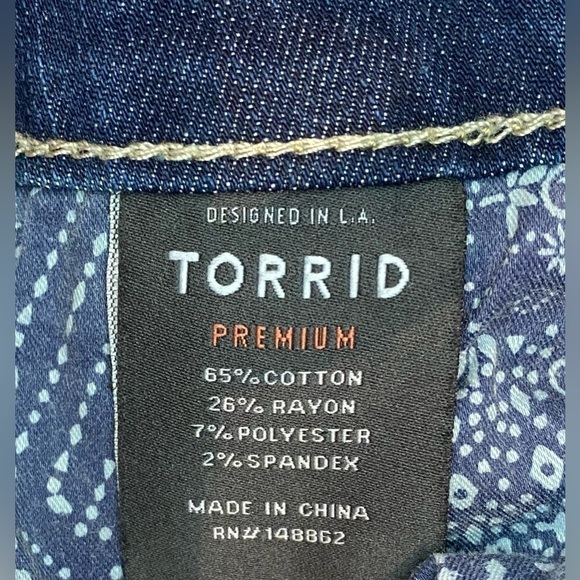 DESIGNED IN L.A.
TORRID
PREMIUM
65% COTTON
26% RAYON
7% POLYESTER
2% SPANDEX
MADE IN CHINA
RN# 148862